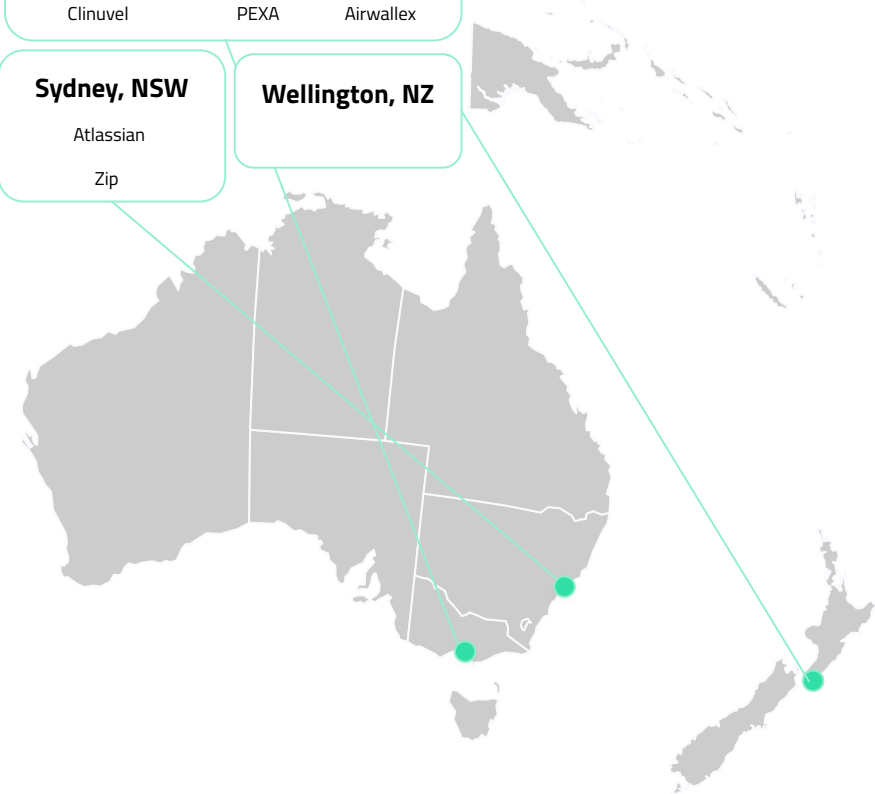 Clinuvel PEXA Airwallex
Sydney, NSW
Atlassian
Zip
Wellington, NZ